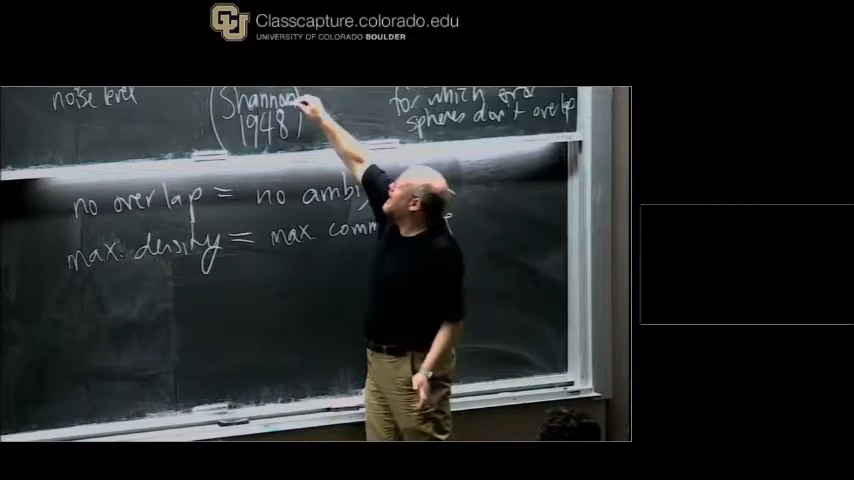 CU
Classcapture.colorado.edu
UNIVERSITY OF COLORADO BOULDER
noise level
(Shannon
1948)
for which error
spheres don't overlap
no overlap = no ambi
max. density = max. comm